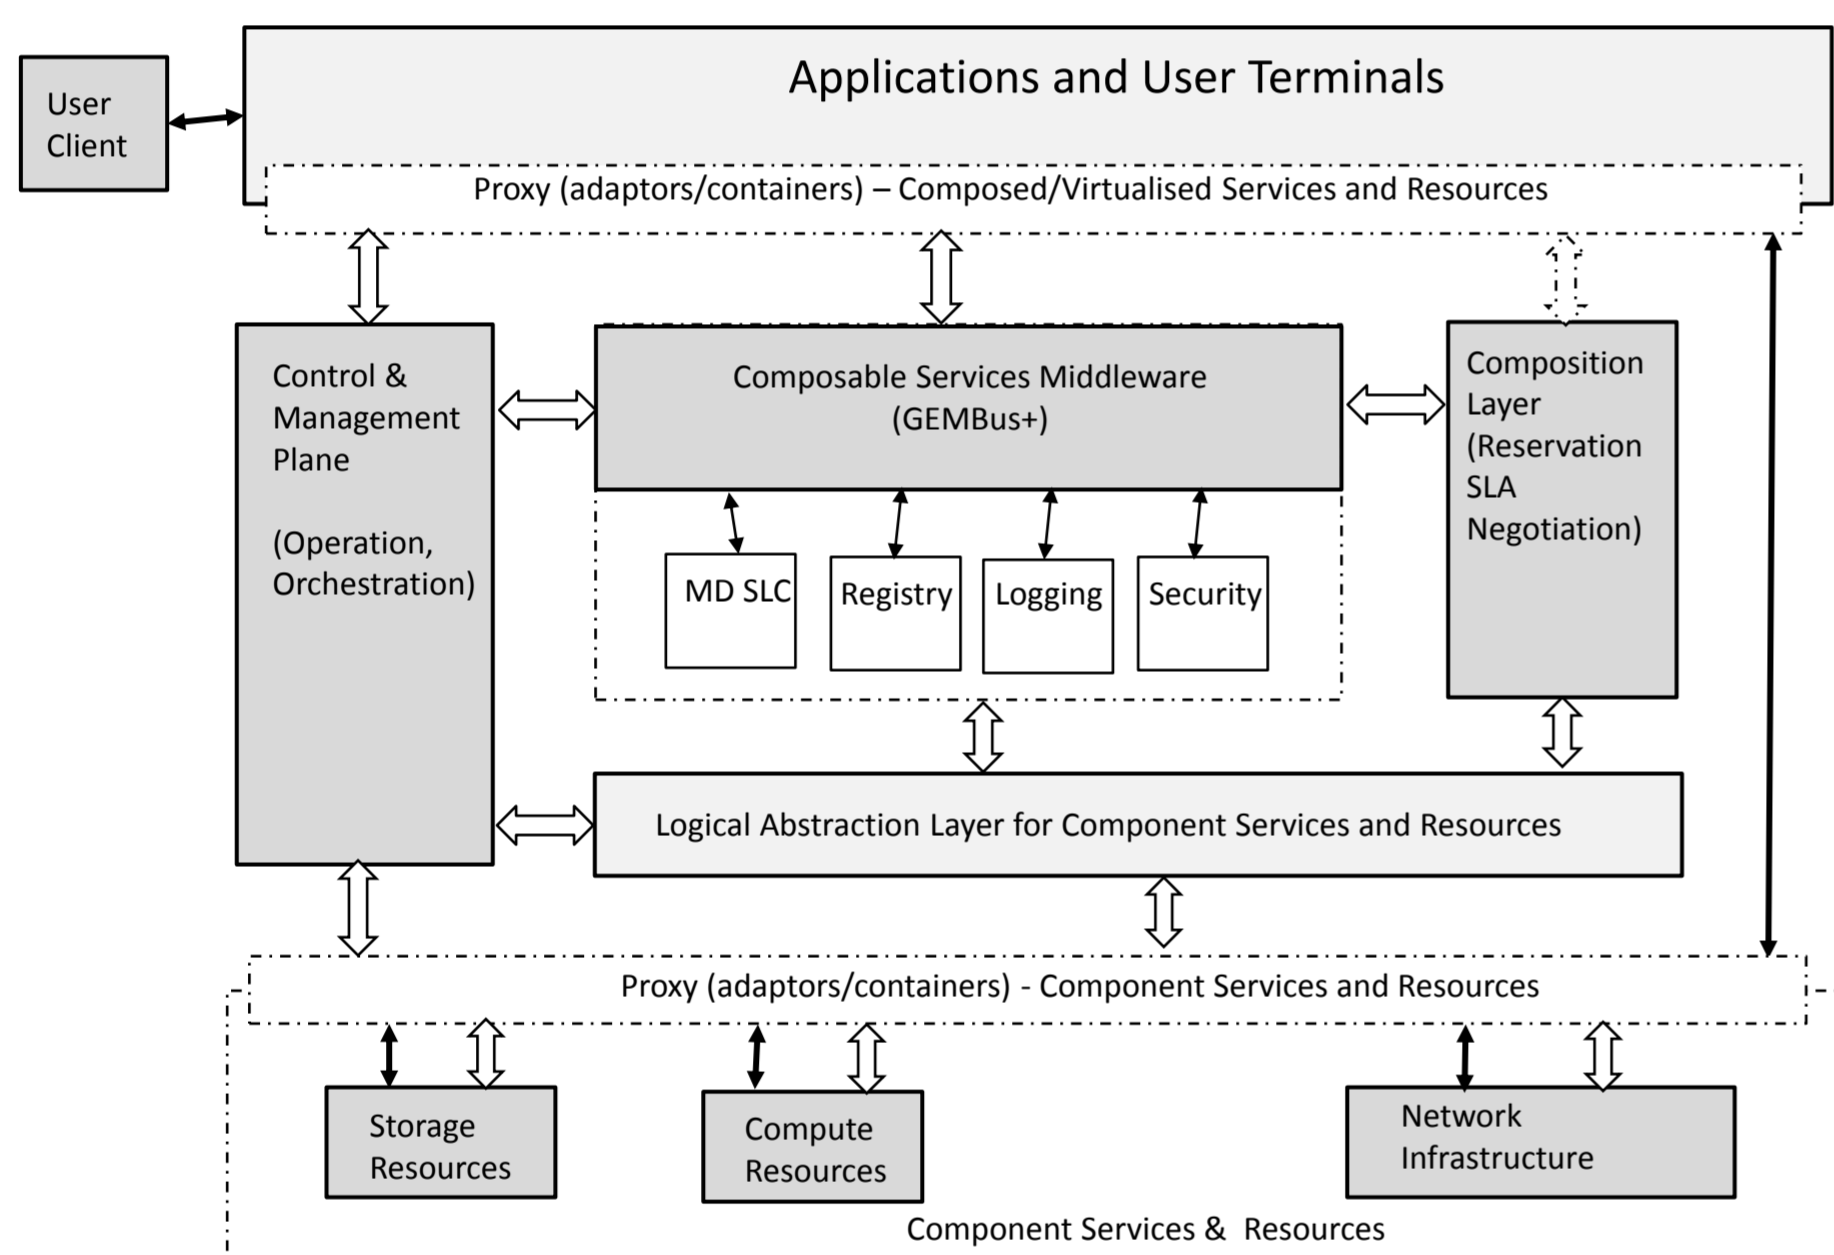 Applications and User Terminals
User
Client
Proxy (adaptors/containers) – Composed/Virtualised Services and Resources
Control &
Management
Plane
(Operation,
Orchestration)
Composable Services Middleware
(GEMBus+)
Composition
Layer
(Reservation
SLA
Negotiation)
MD SLC
Registry
Logging
Security
Logical Abstraction Layer for Component Services and Resources
Proxy (adaptors/containers) - Component Services and Resources
Storage
Resources
Compute
Resources
Network
Infrastructure
Component Services & Resources